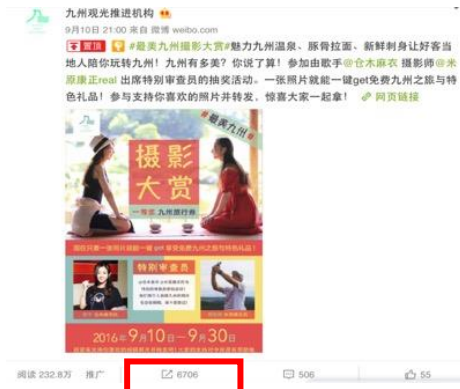 九州观光推进机构
9月10日 21:00 来自 微博 weibo.com
置顶 #最美九州摄影大赏#魅力九州温泉、豚骨拉面、新鲜刺身让好客当
地人陪你玩转九州！九州有多美？你说了算！参加由歌手@仓木麻衣 摄影师@米
原康正real 出席特别审查员的抽奖活动。一张照片就能一键get免费九州之旅与特
色礼品！参与支持你喜欢的照片并转发，惊喜大家一起拿！ 网页链接
#最美九州#
摄影
大赏
九州旅行券
特别审查员
2016年9月10日-9月30日
阅读 232.8万 推广 6706 506 55